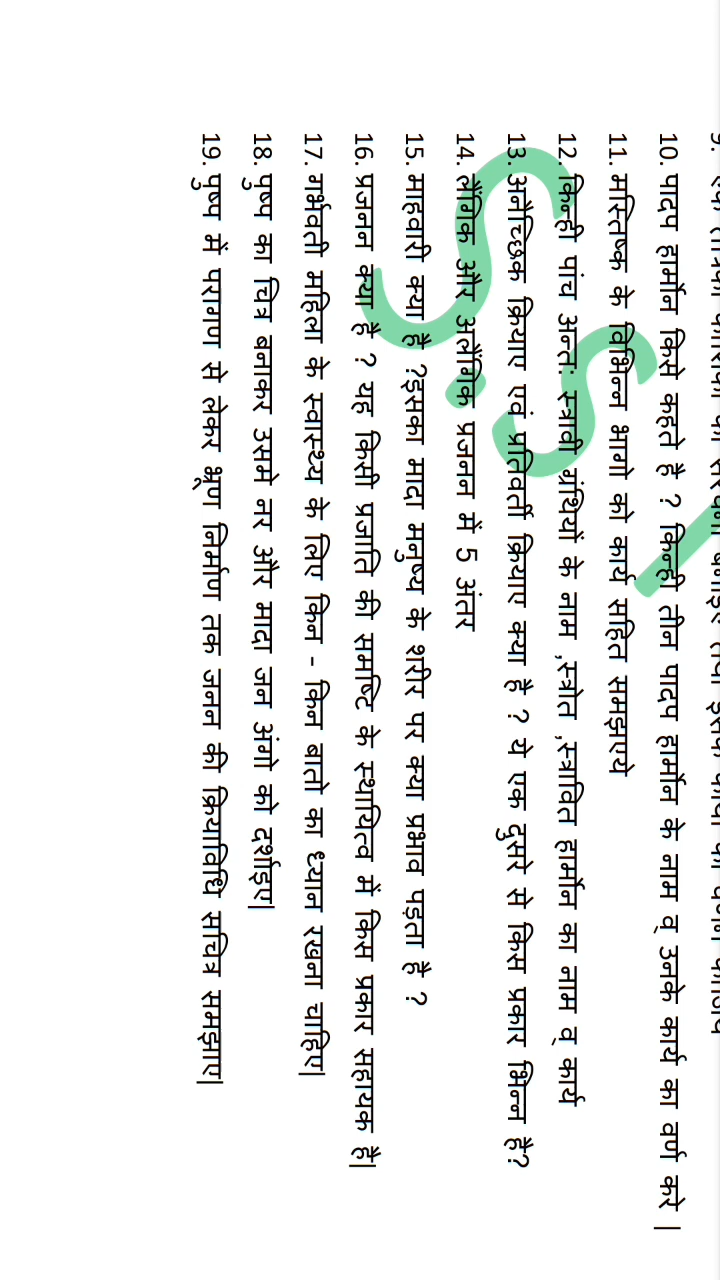 10. पादप हार्मोन किसे कहते है ? किन्ही तीन पादप हार्मोन के नाम व् उनके कार्य का वर्ण करे |
11. मस्तिष्क के विभिन्न भागो को कार्य सहित समझाएये
12. किन्ही पांच अन्तः स्त्रावी ग्रंथियों के नाम ,स्त्रोत ,स्त्रावित हार्मोन का नाम व् कार्य
13. अनैच्छिक क्रियाए एवं प्रतिवर्ती क्रियाए क्या है ? ये एक दुसरे से किस प्रकार भिन्न है?
14. लैंगिक और अलैंगिक प्रजनन में 5 अंतर
15. माहवारी क्या है ?इसका मादा मनुष्य के शरीर पर क्या प्रभाव पड़ता है ?
16. प्रजनन क्या है ? यह किसी प्रजाति की समष्टि के स्थायित्व में किस प्रकार सहायक है|
17. गर्भवती महिला के स्वास्थ्य के लिए किन - किन बातो का ध्यान रखना चाहिए|
18. पुष्प का चित्र बनाकर उसमे नर और मादा जन अंगो को दर्शाइए|
19. पुष्प में परागण से लेकर भ्रूण निर्माण तक जनन की क्रियाविधि सचित्र समझाए|
S.S